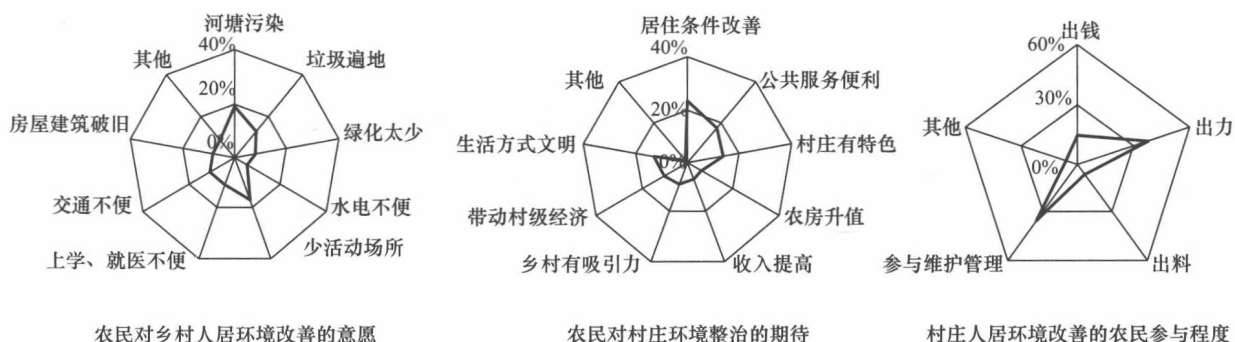 河塘污染
40%
垃圾遍地
绿化太少
水电不便
少活动场所
上学、就医不便
交通不便
房屋建筑破旧
其他
20%
0%
农民对乡村人居环境改善的意愿
居住条件改善
40%
公共服务便利
村庄有特色
农房升值
收入提高
乡村有吸引力
带动村级经济
生活方式文明
其他
20%
0%
农民对村庄环境整治的期待
出钱
60%
出力
出料
参与维护管理
其他
30%
0%
村庄人居环境改善的农民参与程度